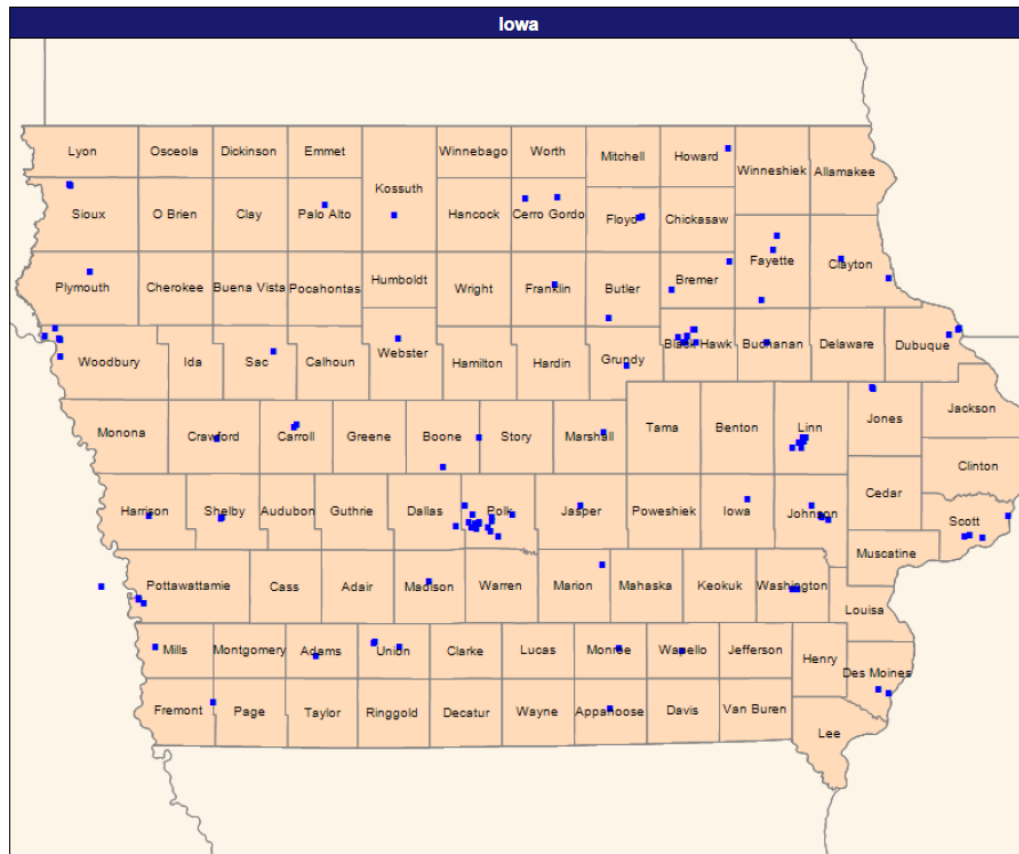 Iowa
Lyon
Osceola
Dickinson
Emmet
Kossuth
Winnebago
Worth
Mitchell
Howard
Winneshiek
Allamakee
Sioux
O Brien
Clay
Palo Alto
Hancock
Cerro Gordo
Floyd
Chickasaw
Fayette
Clayton
Plymouth
Cherokee
Buena Vista
Pocahontas
Humboldt
Wright
Franklin
Butler
Bremer
Woodbury
Ida
Sac
Calhoun
Webster
Hamilton
Hardin
Grundy
Black Hawk
Buchanan
Delaware
Dubuque
Monona
Crawford
Carroll
Greene
Boone
Story
Marshall
Tama
Benton
Linn
Jones
Jackson
Clinton
Harrison
Shelby
Audubon
Guthrie
Dallas
Polk
Jasper
Poweshiek
Iowa
Johnson
Cedar
Scott
Muscatine
Pottawattamie
Cass
Adair
Madison
Warren
Marion
Mahaska
Keokuk
Washington
Louisa
Mills
Montgomery
Adams
Union
Clarke
Lucas
Monroe
Wapello
Jefferson
Henry
Des Moines
Fremont
Page
Taylor
Ringgold
Decatur
Wayne
Appanoose
Davis
Van Buren
Lee